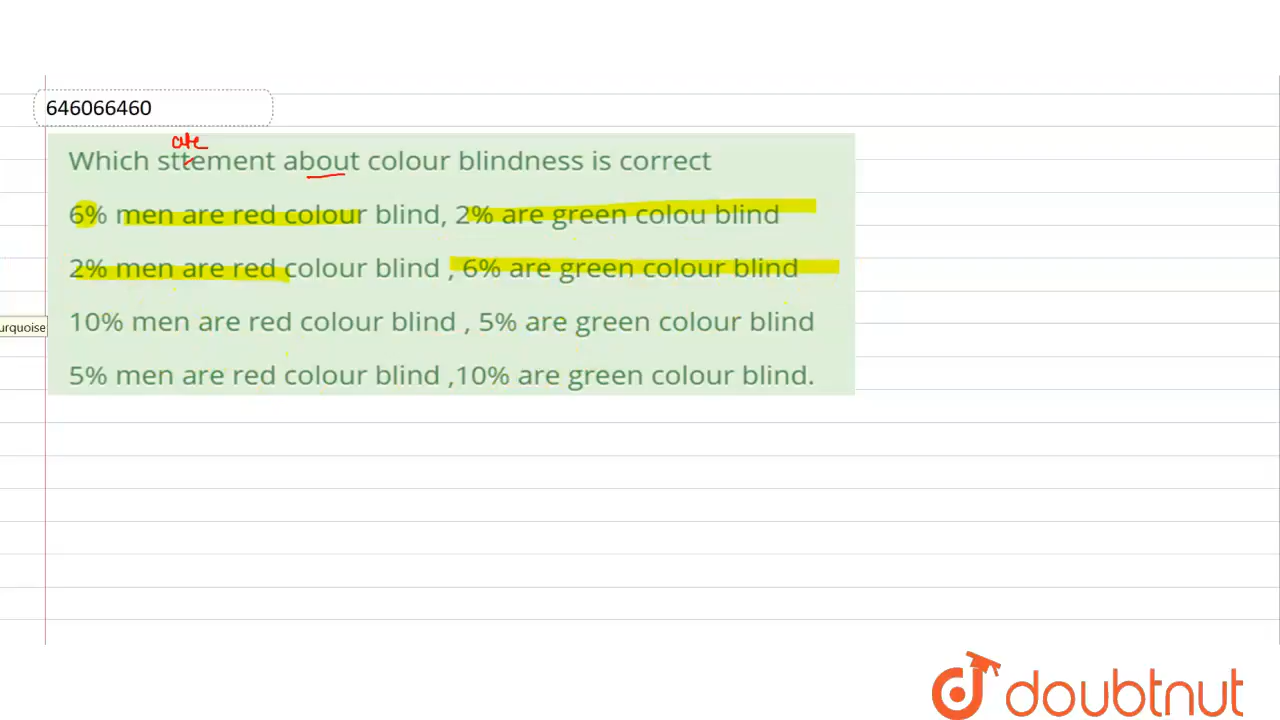 646066460
ate
Which sttement about colour blindness is correct
6% men are red colour blind, 2% are green colou blind
2% men are red colour blind , 6% are green colour blind
10% men are red colour blind , 5% are green colour blind
urquoise
5% men are red colour blind ,10% are green colour blind.
doubtnut